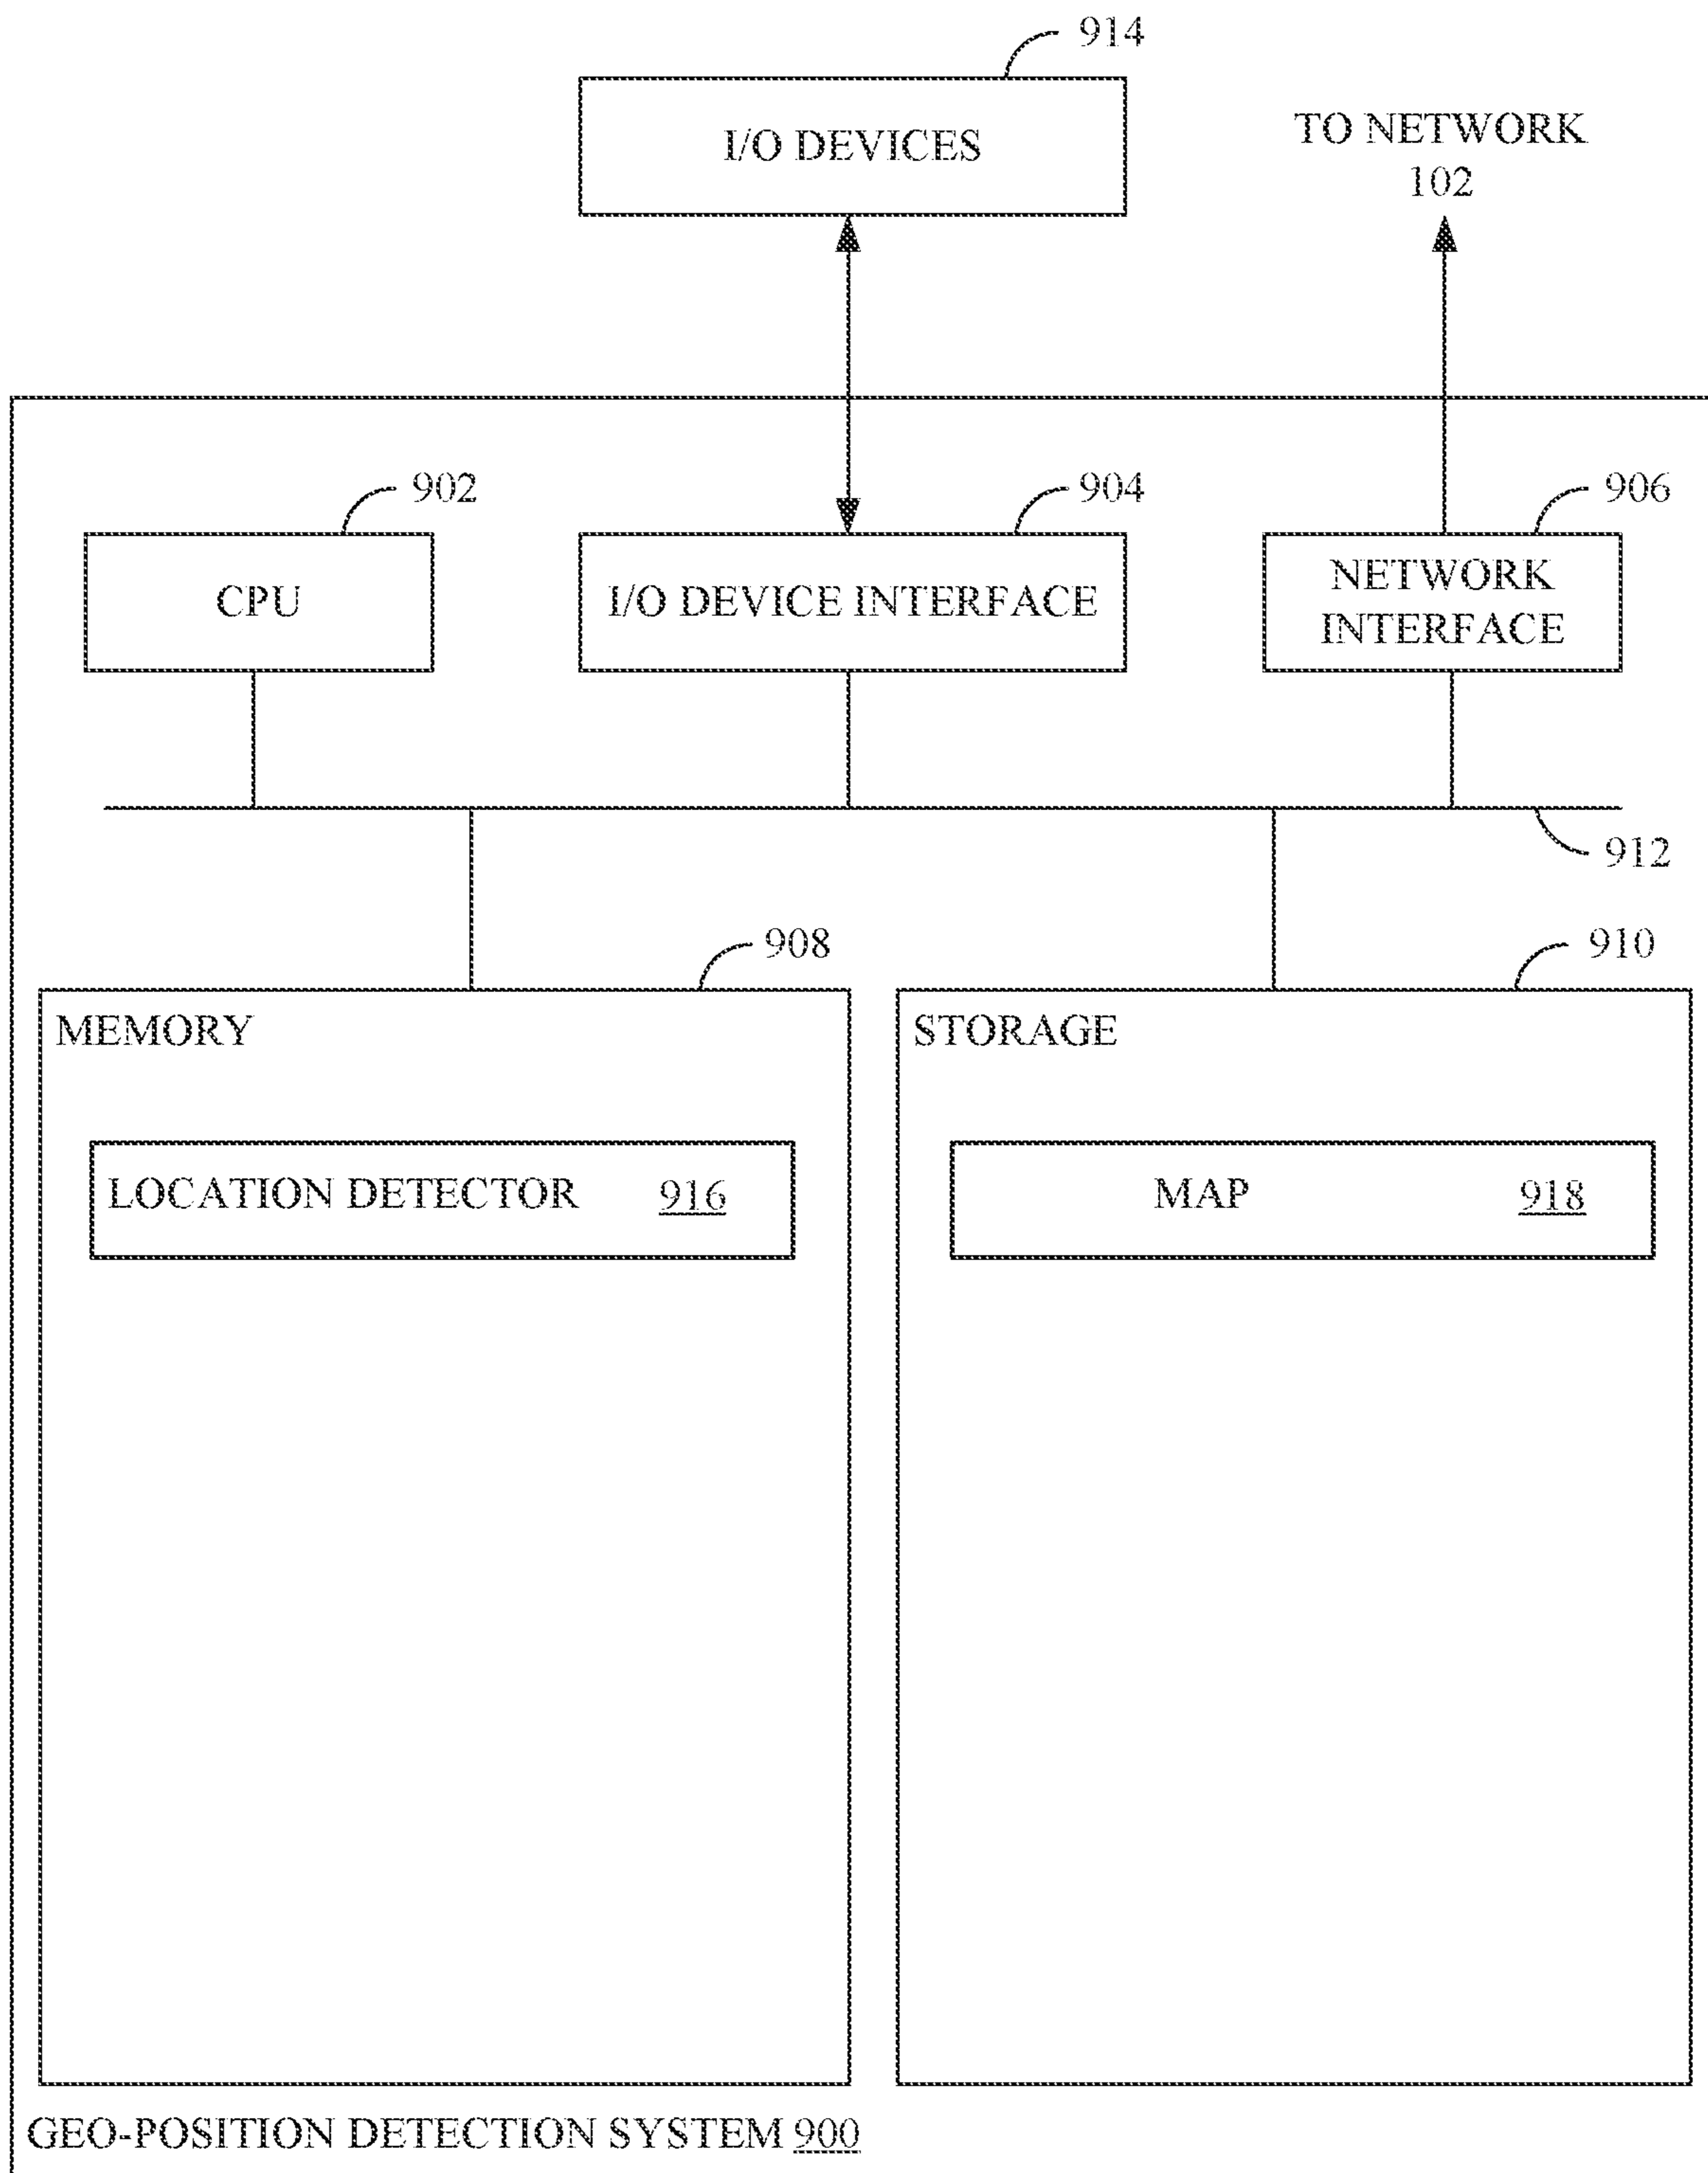 914
I/O DEVICES
TO NETWORK
102
902
904
906
CPU
I/O DEVICE INTERFACE
NETWORK
INTERFACE
912
908
910
MEMORY
STORAGE
LOCATION DETECTOR 916
MAP 918
GEO-POSITION DETECTION SYSTEM 900